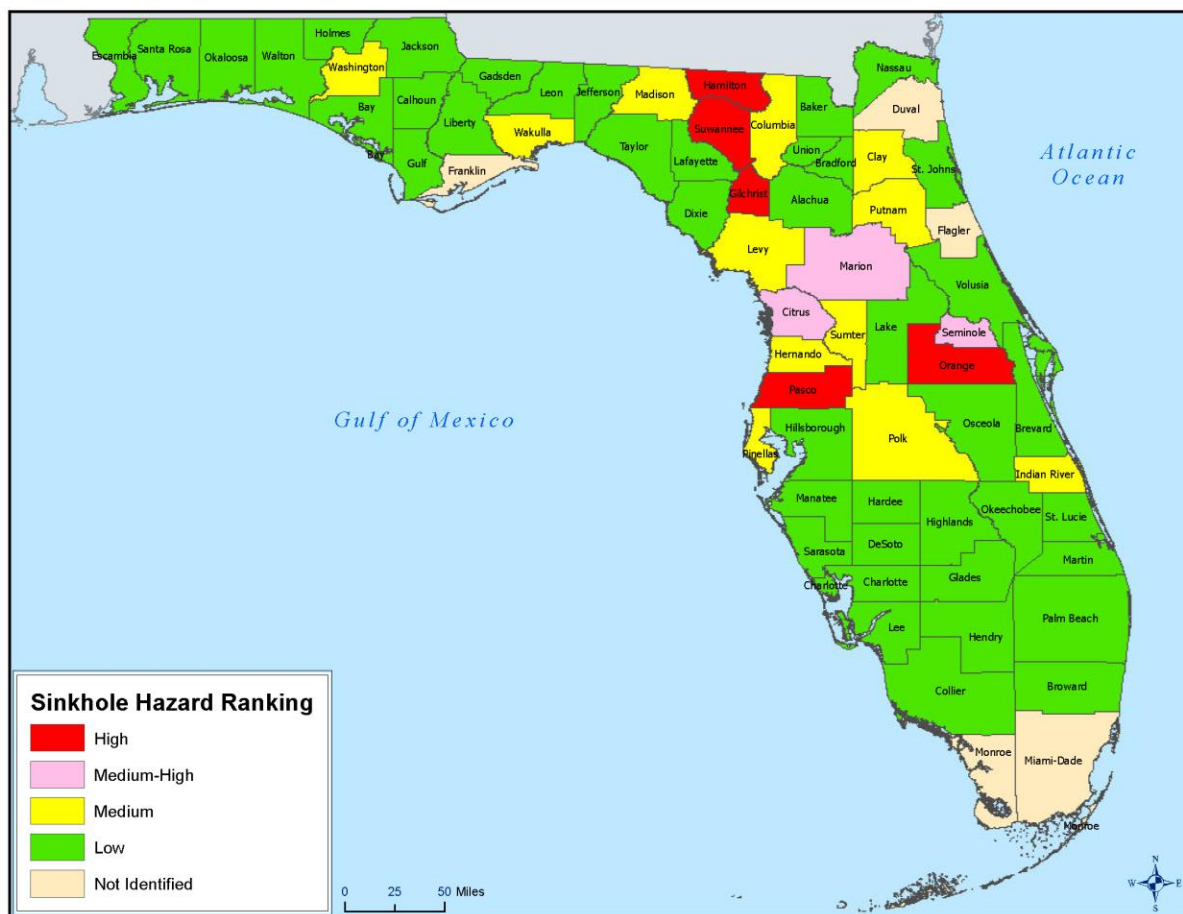 Holmes
Jackson
Escambia
Santa Rosa
Okaloosa
Walton
Washington
Gadsden
Leon
Jefferson
Madison
Hamilton
Nassau
Bay
Calhoun
Liberty
Wakulla
Taylor
Suwannee
Columbia
Baker
Duval
Bay
Gulf
Franklin
Lafayette
Union
Bradford
Clay
St. Johns
Atlantic
Ocean
Dixie
Gilchrist
Alachua
Putnam
Flagler
Levy
Marion
Volusia
Citrus
Sumter
Lake
Seminole
Hernando
Orange
Pasco
Gulf of Mexico
Hillsborough
Pinellas
Polk
Osceola
Brevard
Indian River
Manatee
Hardee
Highlands
Okeechobee
St. Lucie
Sarasota
DeSoto
Martin
Charlotte
Charlotte
Glades
Lee
Hendry
Palm Beach
Collier
Broward
Monroe
Miami-Dade
Monroe
Sinkhole Hazard Ranking
High
Medium-High
Medium
Low
Not Identified
0 25 50 Miles
N
W E
S